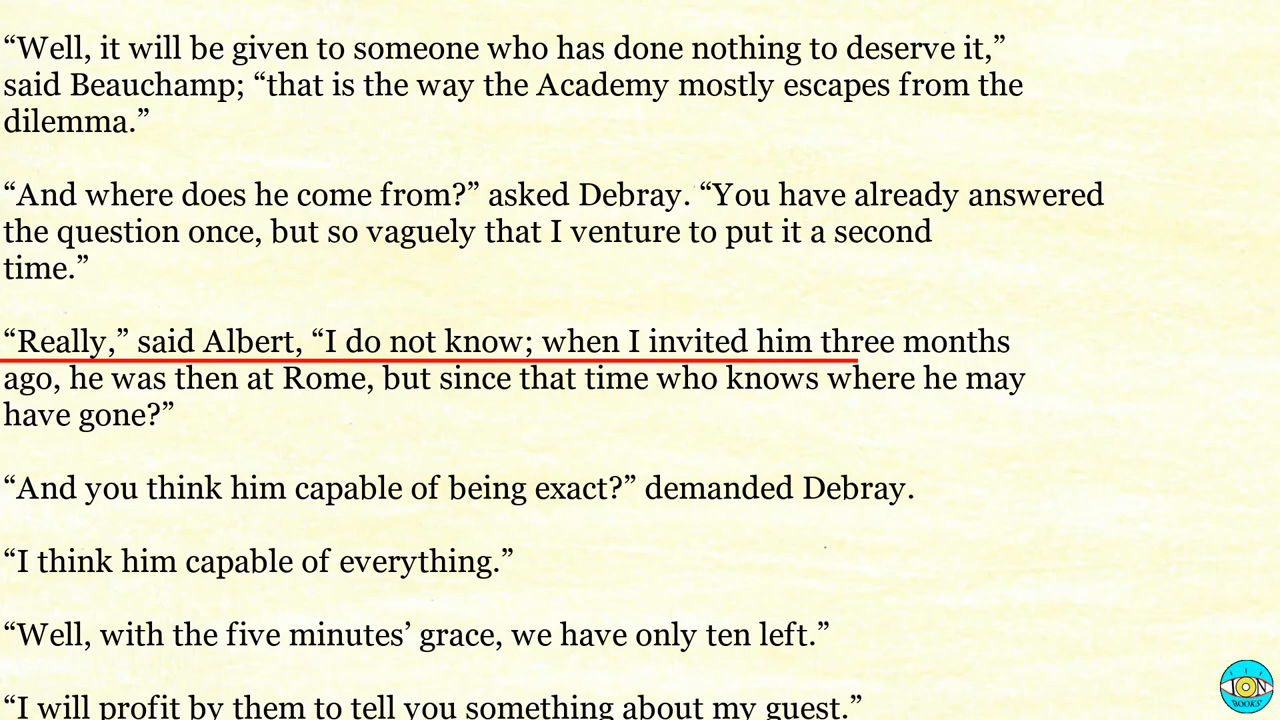 “Well, it will be given to someone who has done nothing to deserve it,”
said Beauchamp; “that is the way the Academy mostly escapes from the
dilemma.”
“And where does he come from?” asked Debray. “You have already answered
the question once, but so vaguely that I venture to put it a second
time.”
“Really,” said Albert, “I do not know; when I invited him three months
ago, he was then at Rome, but since that time who knows where he may
have gone?”
“And you think him capable of being exact?” demanded Debray.
“I think him capable of everything.”
“Well, with the five minutes’ grace, we have only ten left.”
“I will profit by them to tell you something about my guest.”
ION
BOOKS